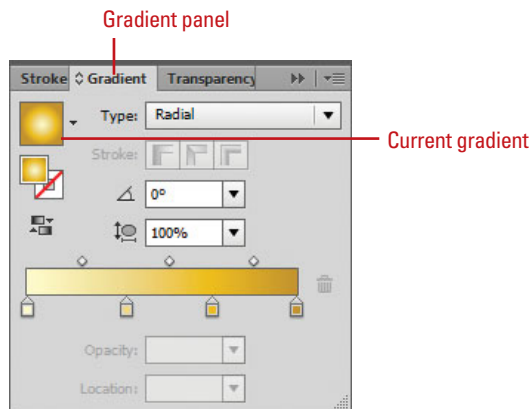 Gradient panel
Stroke Gradient Transparency
Type: Radial
Current gradient
Stroke:
0°
100%
Opacity:
Location: